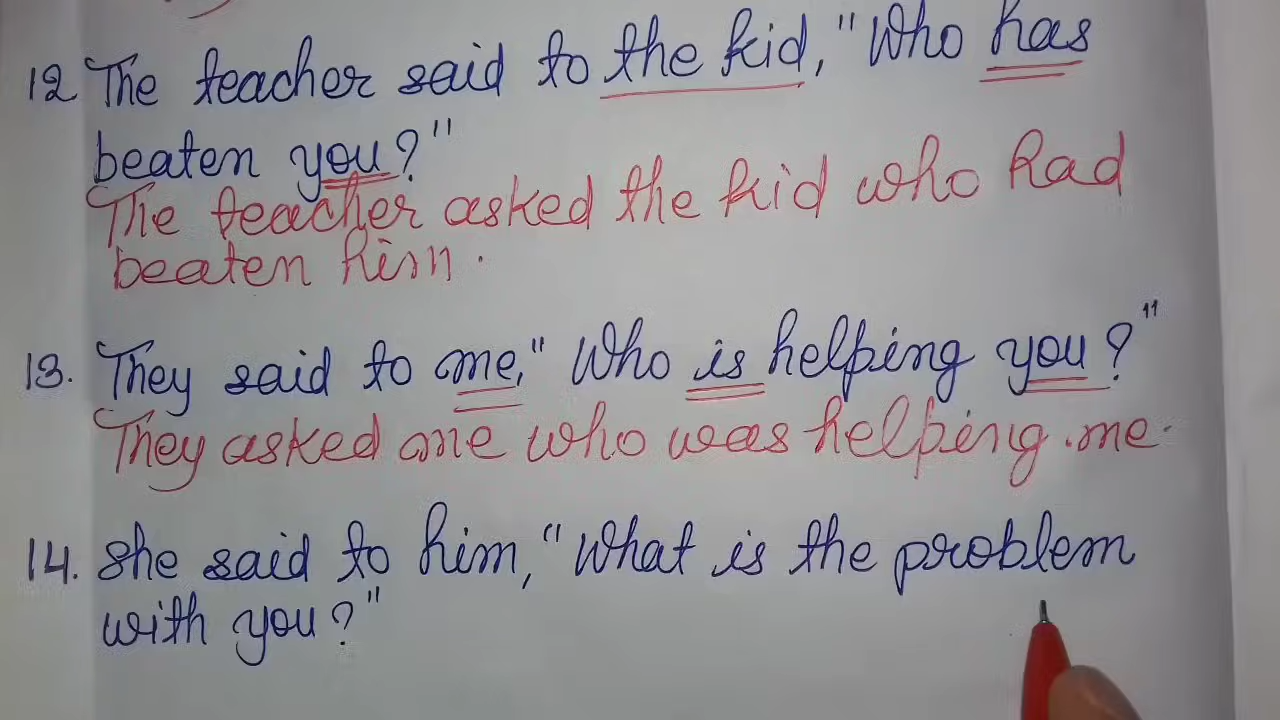 12 The teacher said to the kid, "Who has
beaten you?"
The teacher asked the kid who had
beaten him.
13. They said to me," Who is helping you?"
They asked me who was helping me.
14. She said to him, "What is the problem
with you?"